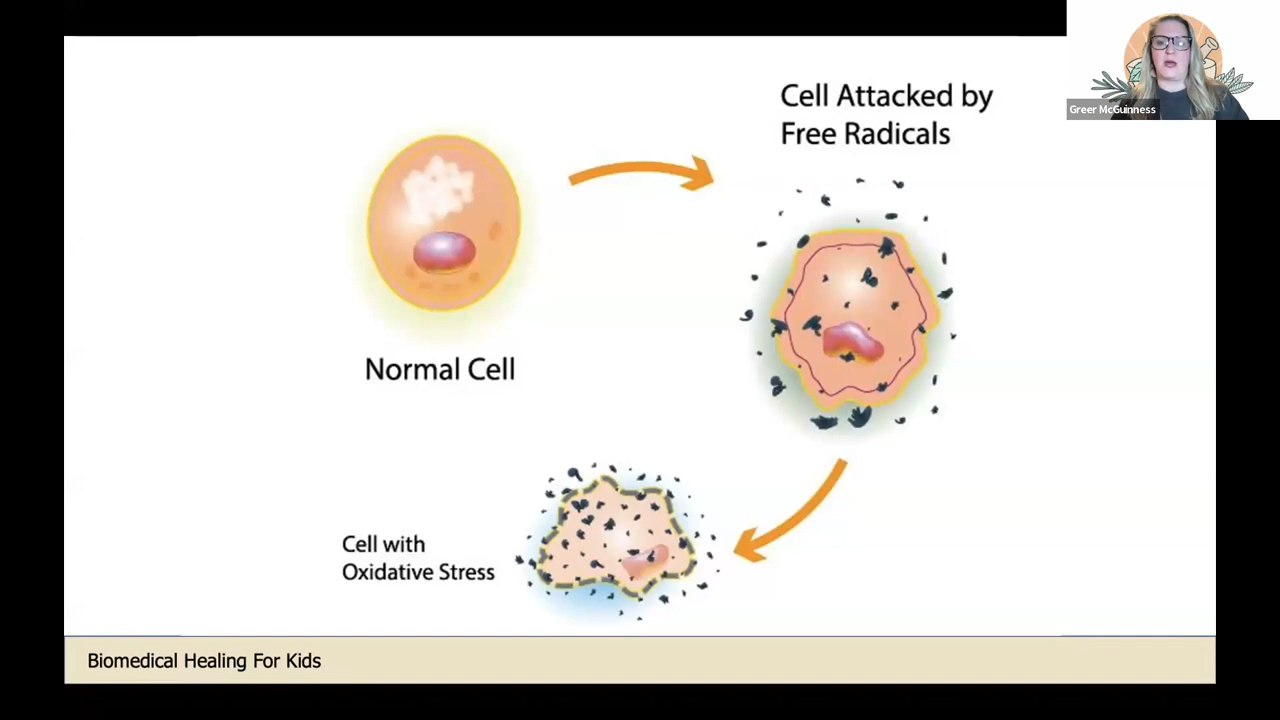 Cell Attacked by
Free Radicals
Greer McGuinness
Normal Cell
Cell with
Oxidative Stress
Biomedical Healing For Kids